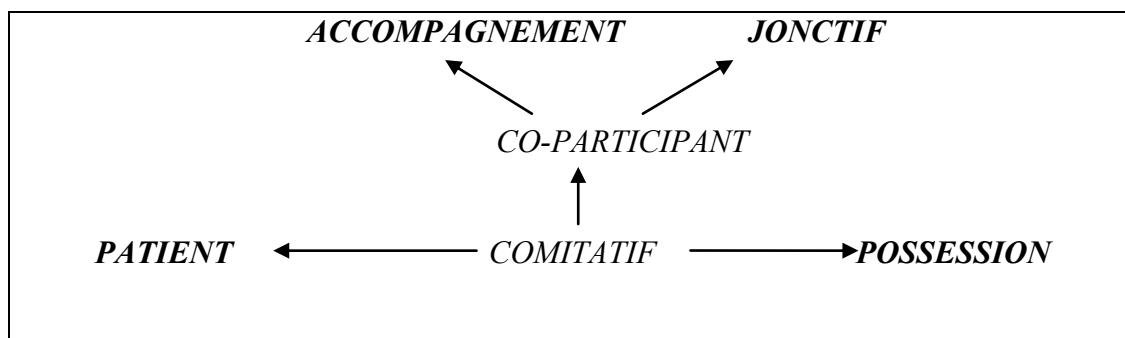 ACCOMPAGNEMENT JONCTIF
CO-PARTICIPANT
PATIENT COMITATIF POSSESSION